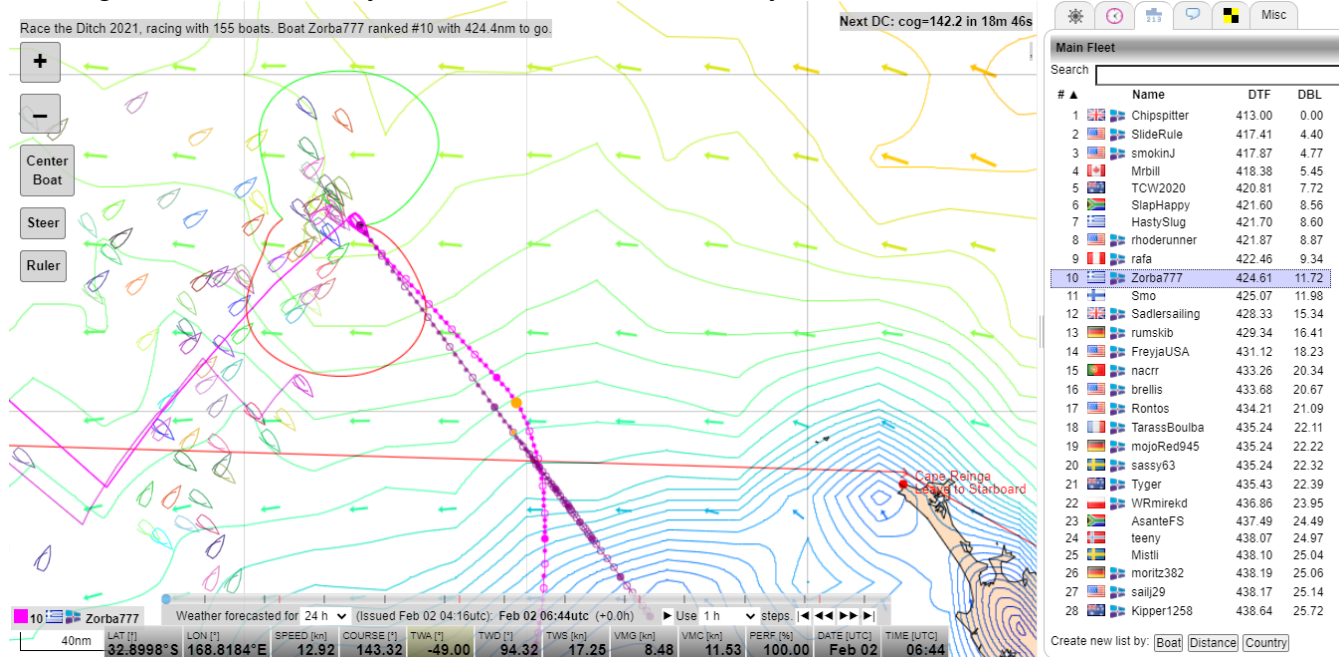 Race the Ditch 2021, racing with 155 boats. Boat Zorba777 ranked #10 with 424.4nm to go.
Next DC: cog=142.2 in 18m 46s
+
−
Center
Boat
Steer
Ruler
Cape Reinga
Leave to Starboard
10 Zorba777
Weather forecasted for 24 h (Issued Feb 02 04:16utc): Feb 02 06:44utc (+0.0h) Use 1 h steps.
40nm
LAT [°] LON [°] SPEED [kn] COURSE [°] TWA [°] TWD [°] TWS [kn] VMG [kn] VMC [kn] PERF. [%] DATE [UTC] TIME [UTC]
32.8998°S 168.8184°E 12.92 143.32 -49.00 94.32 17.25 8.48 11.53 100.00 Feb 02 06:44
213 Misc
Main Fleet
Search
# ▲ Name DTF DBL
1 Chipspitter 413.00 0.00
2 SlideRule 417.41 4.40
3 smokinJ 417.87 4.77
4 Mrbill 418.38 5.45
5 TCW2020 420.81 7.72
6 SlapHappy 421.60 8.56
7 HastySlug 421.70 8.60
8 rhoderunner 421.87 8.87
9 rafa 422.46 9.34
10 Zorba777 424.61 11.72
11 Smo 425.07 11.98
12 Sadlersailing 428.33 15.34
13 rumskib 429.34 16.41
14 FreyjaUSA 431.12 18.23
15 nacrr 433.26 20.34
16 brellis 433.68 20.67
17 Rontos 434.21 21.09
18 TarassBoulba 435.24 22.11
19 mojoRed945 435.24 22.22
20 sassy63 435.24 22.32
21 Tyger 435.43 22.39
22 WRmirekd 436.86 23.95
23 AsanteFS 437.49 24.49
24 teeny 438.07 24.97
25 Mistli 438.10 25.04
26 moritz382 438.19 25.06
27 sailj29 438.17 25.14
28 Kipper1258 438.64 25.72
Create new list by: Boat Distance Country